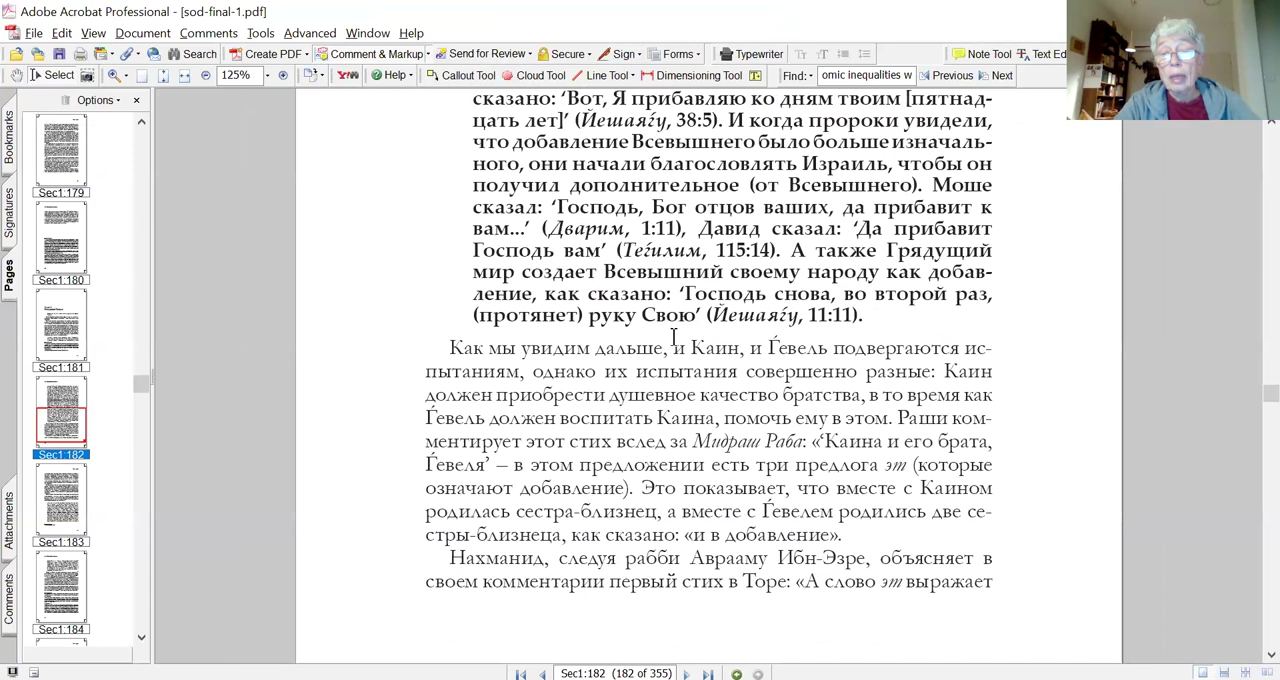 Adobe Acrobat Professional - [sod-final-1.pdf]
File Edit View Document Comments Tools Advanced Window Help
Search Create PDF Comment & Markup Send for Review Secure Sign Forms Typewriter Note Tool Text Ed
Select 125% Help Callout Tool Cloud Tool Line Tool Dimensioning Tool Find: omic inequalities w Previous Next
Options
Bookmarks
Signatures
Pages
Attachments
Comments
Sec1:179
Sec1:180
Sec1:181
Sec1:182
Sec1:183
Sec1:184
сказано: ‘Вот, Я прибавляю ко дням твоим [пятнад-
цать лет]’ (Йешаяѓу, 38:5). И когда пророки увидели,
что добавление Всевышнего было больше изначаль-
ного, они начали благословлять Израиль, чтобы он
получил дополнительное (от Всевышнего). Моше
сказал: ‘Господь, Бог отцов ваших, да прибавит к
вам...’ (Дварим, 1:11), Давид сказал: ‘Да прибавит
Господь вам’ (Теѓилим, 115:14). А также Грядущий
мир создает Всевышний своему народу как добав-
ление, как сказано: ‘Господь снова, во второй раз,
(протянет) руку Свою’ (Йешаяѓу, 11:11).
Как мы увидим дальше, и Каин, и Ѓевель подвергаются ис-
пытаниям, однако их испытания совершенно разные: Каин
должен приобрести душевное качество братства, в то время как
Ѓевель должен воспитать Каина, помочь ему в этом. Раши ком-
ментирует этот стих вслед за Мидраш Раба: «‘Каина и его брата,
Ѓевеля’ – в этом предложении есть три предлога эт (которые
означают добавление). Это показывает, что вместе с Каином
родилась сестра-близнец, а вместе с Ѓевелем родились две се-
стры-близнеца, как сказано: «и в добавление».
Нахманид, следуя рабби Аврааму Ибн-Эзре, объясняет в
своем комментарии первый стих в Торе: «А слово эт выражает
Sec1:182 (182 of 355)